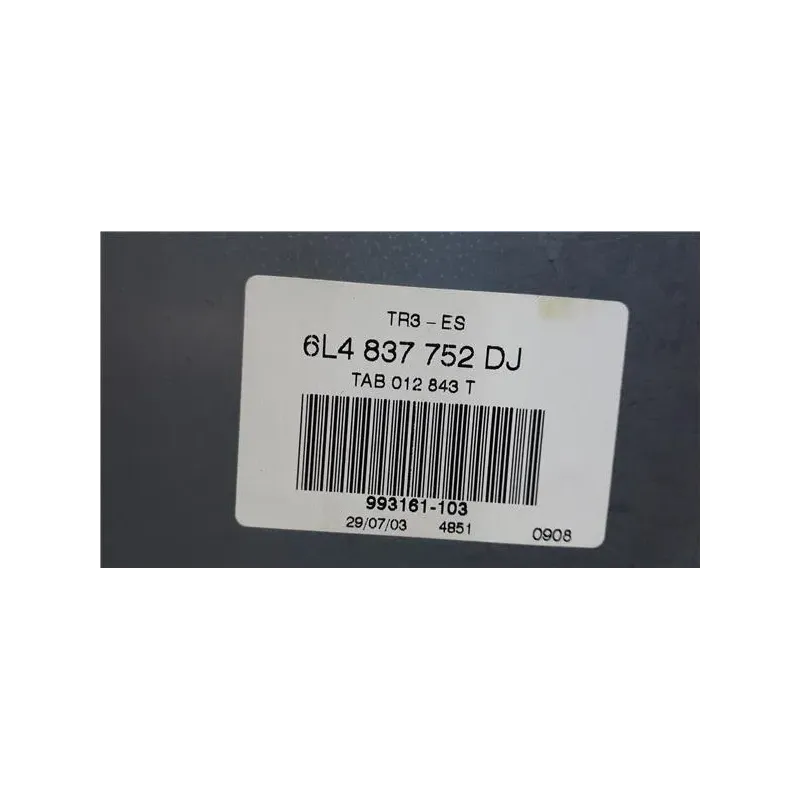 TR3 - ES
6L4 837 752 DJ
TAB 012 843 T
993161-103
29/07/03 4851 0908